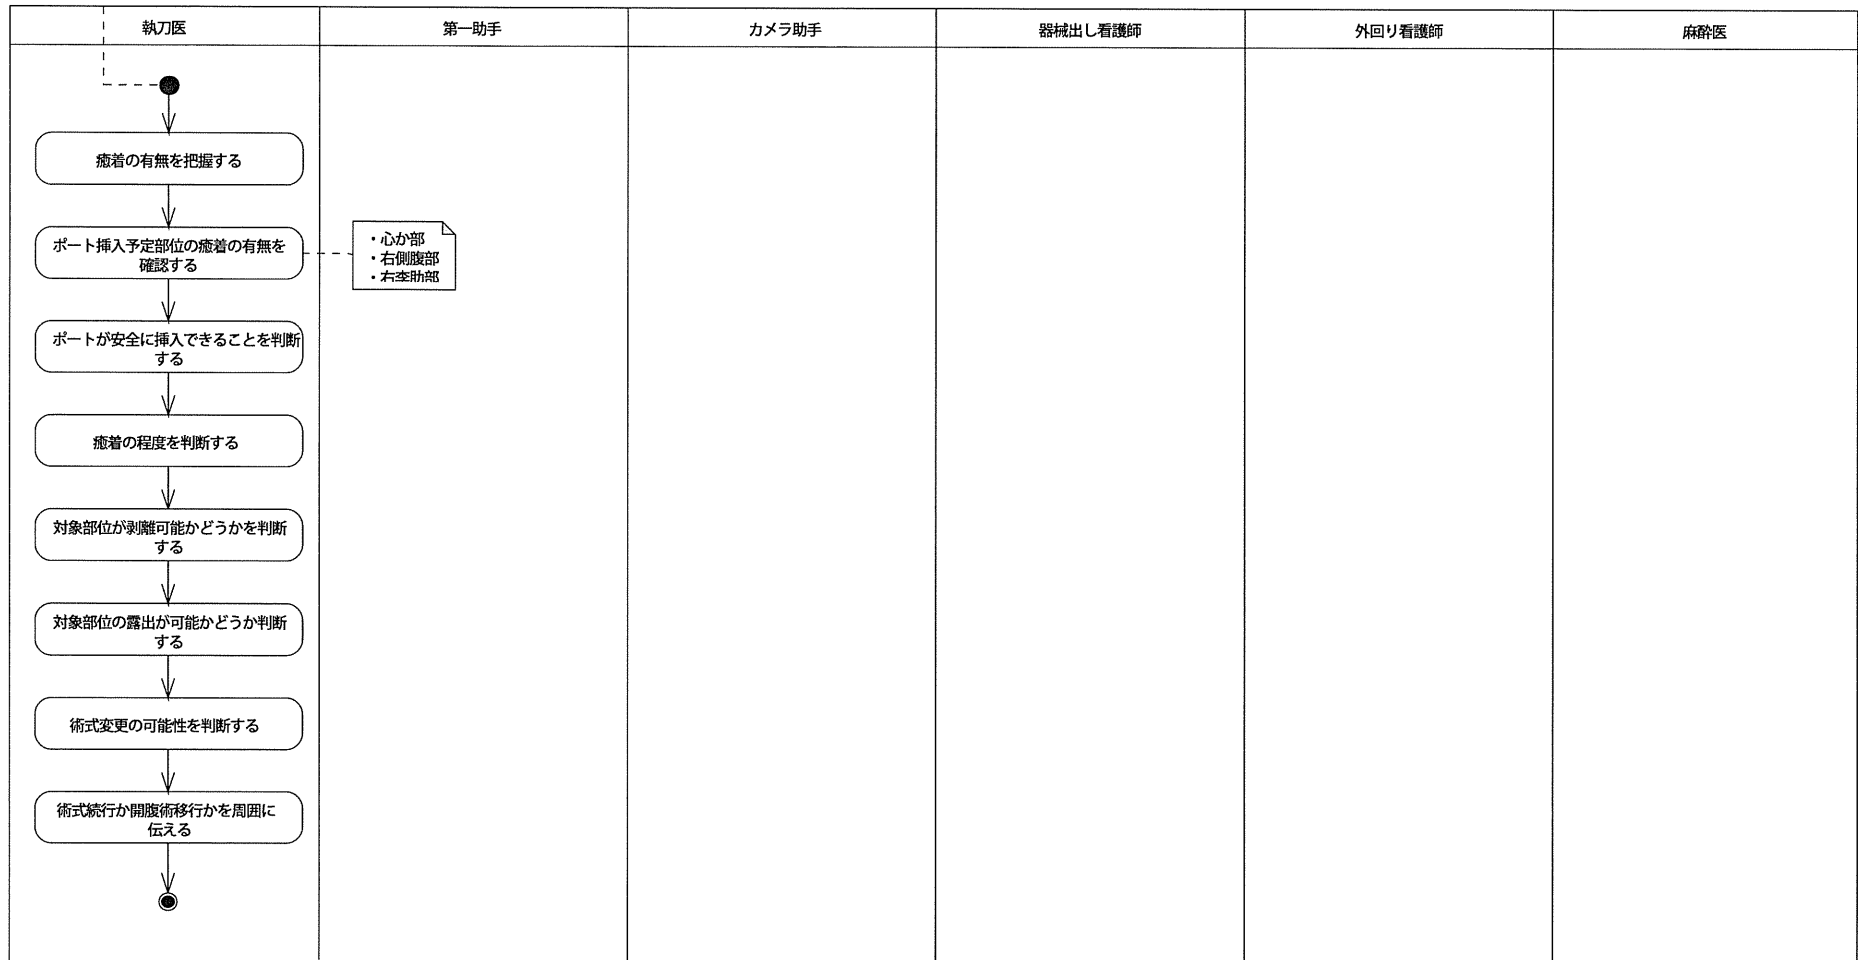 執刀医
第一助手
カメラ助手
器械出し看護師
外回り看護師
麻酔医
癒着の有無を把握する
ポート挿入予定部位の癒着の有無を
確認する
・心か部
・右側腹部
・右季肋部
ポートが安全に挿入できることを判断
する
癒着の程度を判断する
対象部位が剥離可能かどうかを判断
する
対象部位の露出が可能かどうか判断
する
術式変更の可能性を判断する
術式続行か開腹術移行かを周囲に
伝える